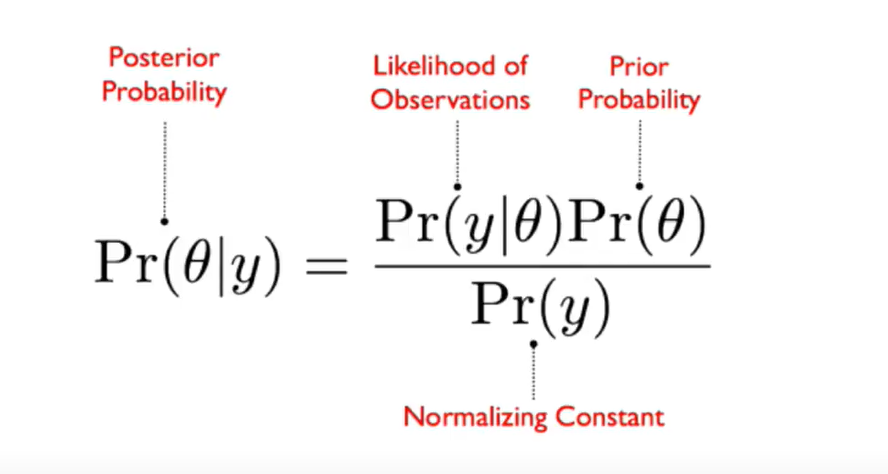 Posterior
Probability
Likelihood of
Observations
Prior
Probability
Pr(θ|y) = Pr(y|θ)Pr(θ)
Pr(y)
Normalizing Constant